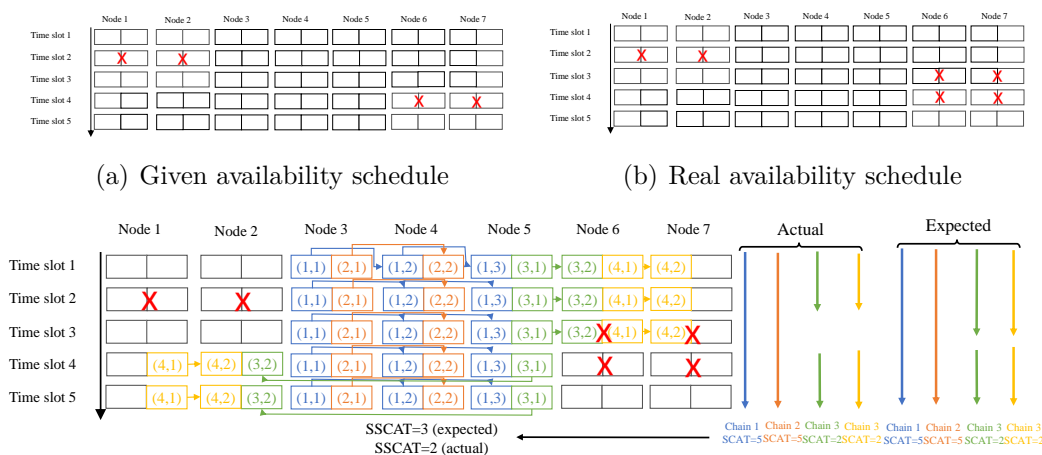 Node 1 Node 2 Node 3 Node 4 Node 5 Node 6 Node 7
Time slot 1
Time slot 2
Time slot 3
Time slot 4
Time slot 5
(a) Given availability schedule
Node 1 Node 2 Node 3 Node 4 Node 5 Node 6 Node 7
Time slot 1
Time slot 2
Time slot 3
Time slot 4
Time slot 5
(b) Real availability schedule
Node 1 Node 2 Node 3 Node 4 Node 5 Node 6 Node 7
Time slot 1 (1,1) (2,1) (1,2) (2,2) (1,3) (3,1) (3,2) (4,1) (4,2)
Time slot 2 (1,1) (2,1) (1,2) (2,2) (1,3) (3,1) (3,2) (4,1) (4,2)
Time slot 3 (1,1) (2,1) (1,2) (2,2) (1,3) (3,1) (3,2) (4,1) (4,2)
Time slot 4 (4,1) (4,2) (3,2) (1,1) (2,1) (1,2) (2,2) (1,3) (3,1)
Time slot 5 (4,1) (4,2) (3,2) (1,1) (2,1) (1,2) (2,2) (1,3) (3,1)
SSCAT=3 (expected)
SSCAT=2 (actual)
Actual
Expected
Chain 1 Chain 2 Chain 3 Chain 3
SCAT=5 SCAT=5 SCAT=2 SCAT=2
Chain 1 Chain 2 Chain 3 Chain 3
SCAT=5 SCAT=5 SCAT=2 SCAT=2